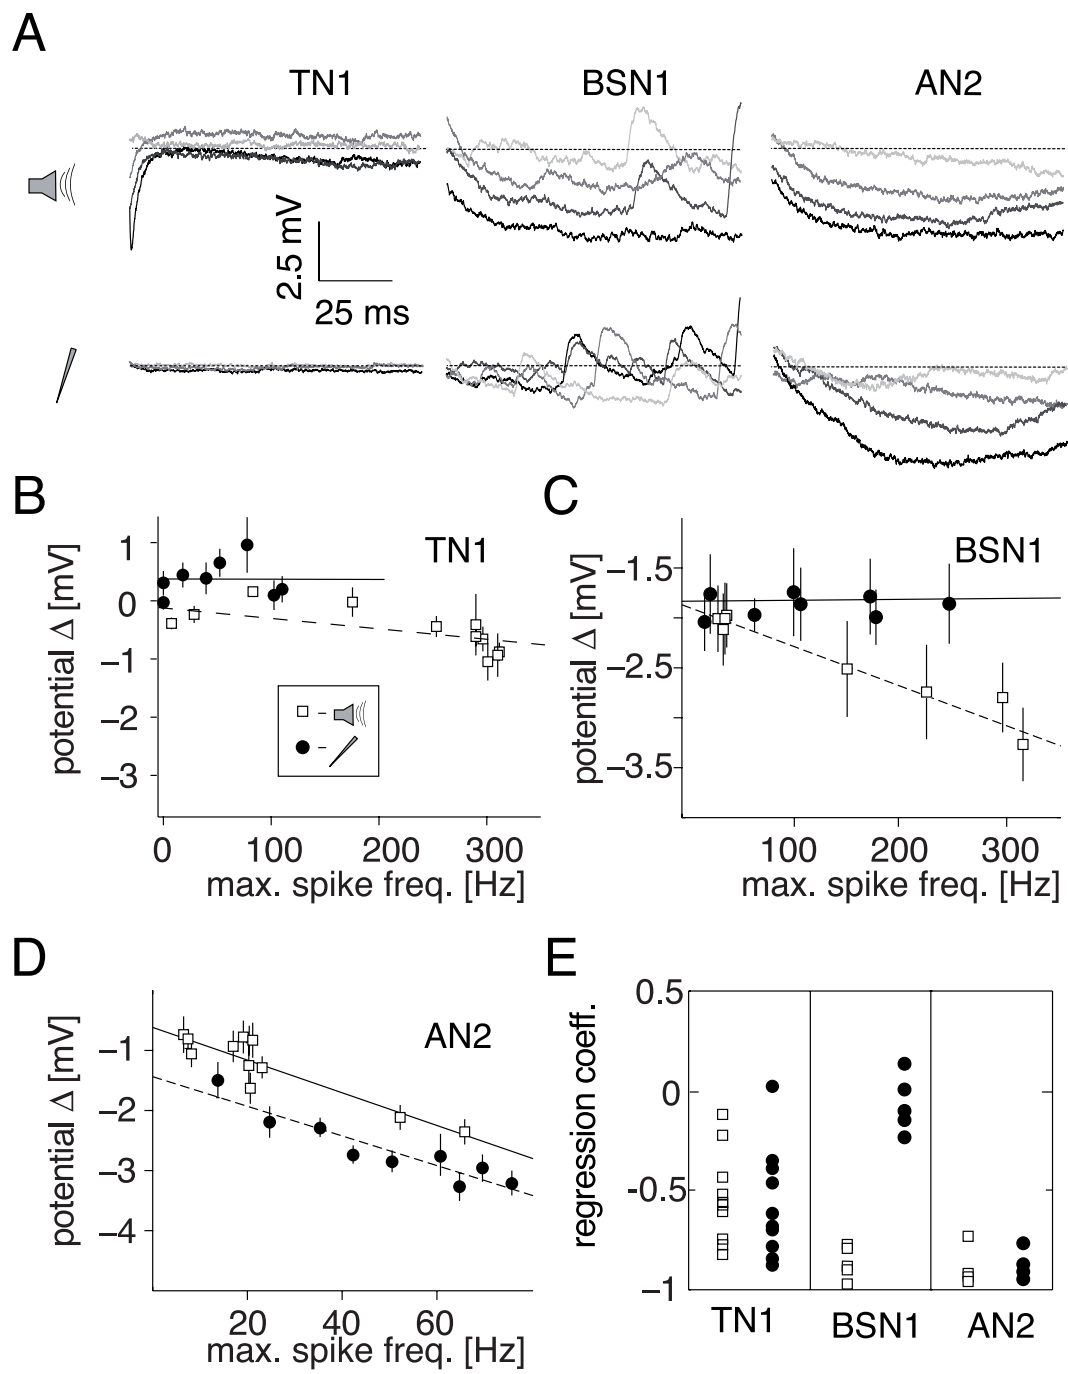 A
TN1 BSN1 AN2
2.5 mV
25 ms
B
potential Δ [mV]
TN1
1
0
−1
−2
−3
0 100 200 300
max. spike freq. [Hz]
C
potential Δ [mV]
BSN1
−1.5
−2.5
−3.5
100 200 300
max. spike freq. [Hz]
D
potential Δ [mV]
AN2
−1
−2
−3
−4
20 40 60
max. spike freq. [Hz]
E
regression coeff.
0.5
0
-0.5
−1
TN1 BSN1 AN2